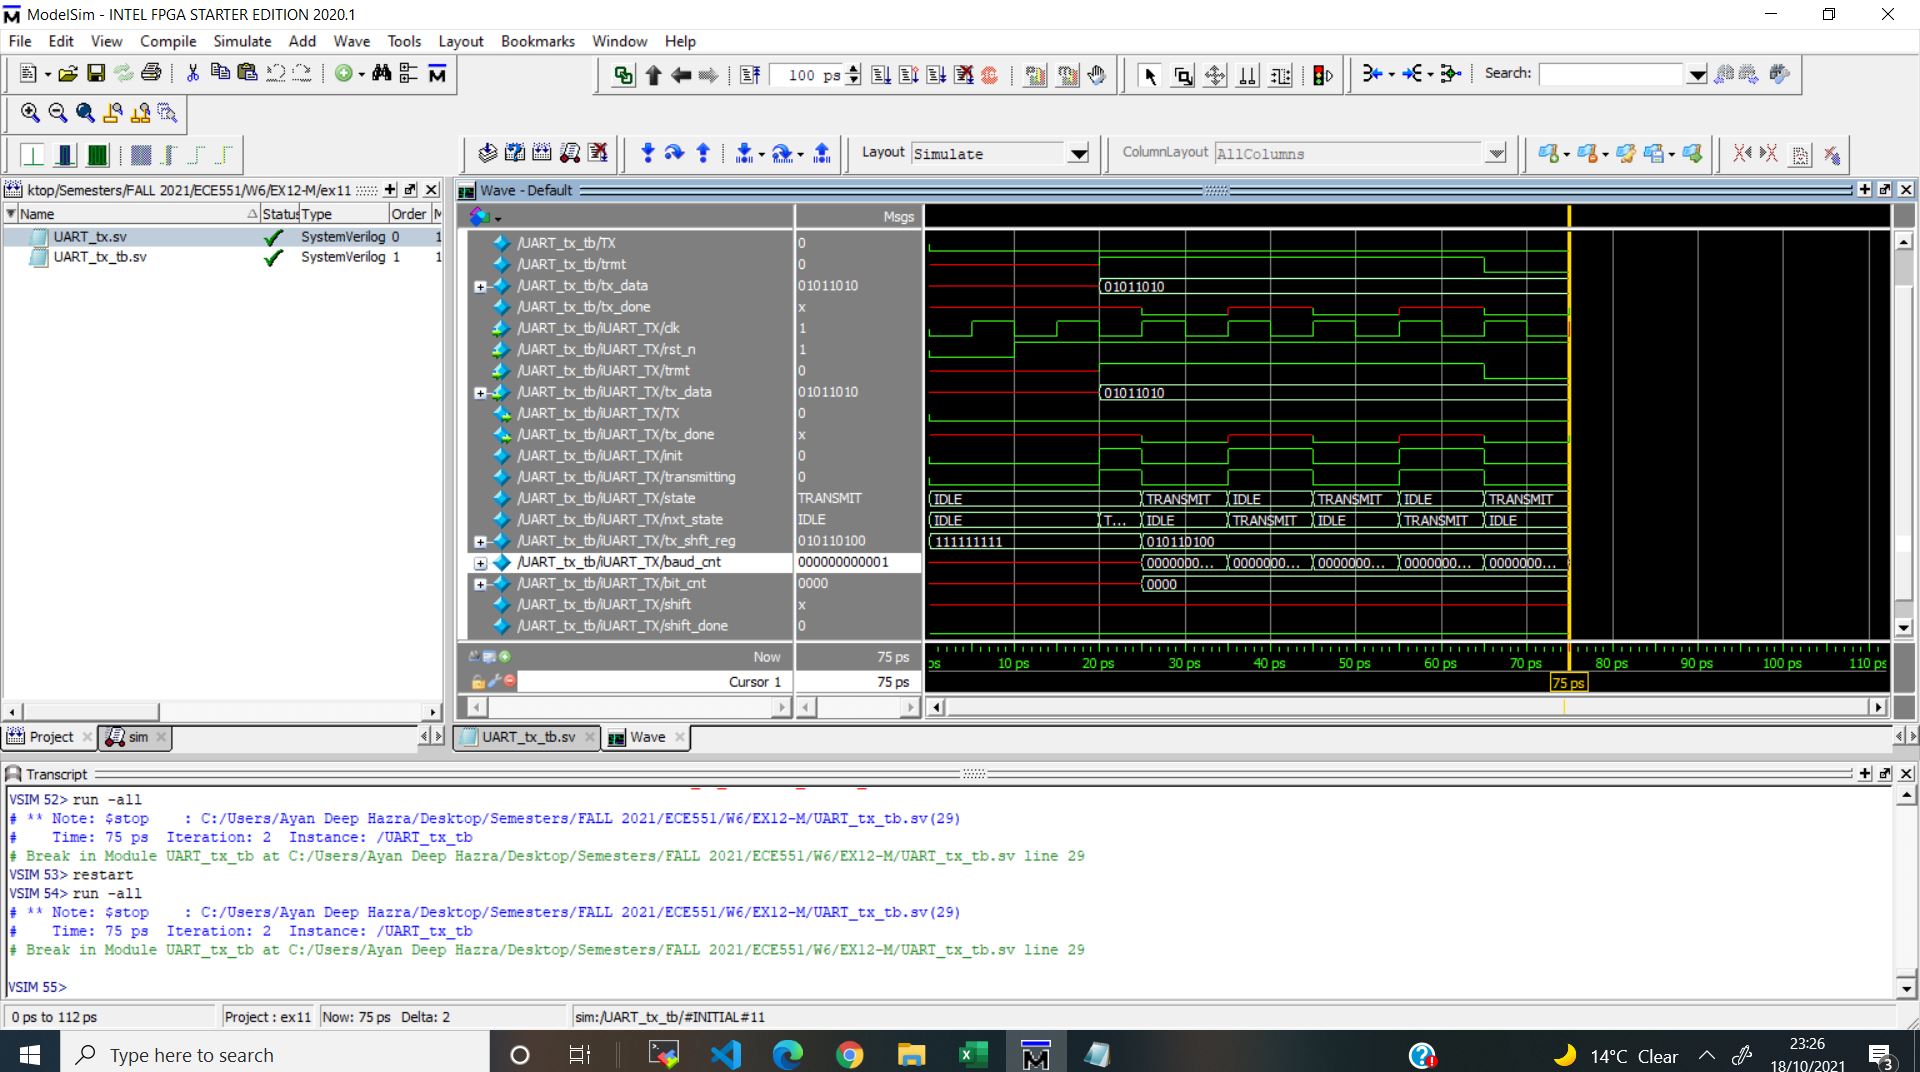 ModelSim - INTEL FPGA STARTER EDITION 2020.1
File Edit View Compile Simulate Add Wave Tools Layout Bookmarks Window Help
100 ps
Search:
Layout Simulate
ColumnLayout AllColumns
ktop/Semesters/FALL 2021/ECE551/W6/EX12-M/ex11
Name Status Type Order M
UART_tx.sv SystemVerilog 0 1
UART_tx_tb.sv SystemVerilog 1 1
Wave - Default
Msgs
/UART_tx_tb/TX 0
/UART_tx_tb/trmt 0
/UART_tx_tb/tx_data 01011010 01011010
/UART_tx_tb/tx_done x
/UART_tx_tb/iUART_TX/clk 1
/UART_tx_tb/iUART_TX/rst_n 1
/UART_tx_tb/iUART_TX/trmt 0
/UART_tx_tb/iUART_TX/tx_data 01011010 01011010
/UART_tx_tb/iUART_TX/TX 0
/UART_tx_tb/iUART_TX/tx_done x
/UART_tx_tb/iUART_TX/init 0
/UART_tx_tb/iUART_TX/transmitting 0
/UART_tx_tb/iUART_TX/state TRANSMIT IDLE TRANSMIT IDLE TRANSMIT IDLE TRANSMIT
/UART_tx_tb/iUART_TX/nxt_state IDLE IDLE T... IDLE TRANSMIT IDLE TRANSMIT IDLE
/UART_tx_tb/iUART_TX/tx_shft_reg 010110100 111111111 010110100
/UART_tx_tb/iUART_TX/baud_cnt 000000000001 0000000... 0000000... 0000000... 0000000... 0000000...
/UART_tx_tb/iUART_TX/bit_cnt 0000 0000
/UART_tx_tb/iUART_TX/shift x
/UART_tx_tb/iUART_TX/shift_done 0
Now 75 ps
ps 10 ps 20 ps 30 ps 40 ps 50 ps 60 ps 70 ps 80 ps 90 ps 100 ps 110 ps
Cursor 1 75 ps 75 ps
Project sim
UART_tx_tb.sv Wave
Transcript
VSIM 52> run -all
# ** Note: $stop    : C:/Users/Ayan Deep Hazra/Desktop/Semesters/FALL 2021/ECE551/W6/EX12-M/UART_tx_tb.sv(29)
#    Time: 75 ps  Iteration: 2  Instance: /UART_tx_tb
# Break in Module UART_tx_tb at C:/Users/Ayan Deep Hazra/Desktop/Semesters/FALL 2021/ECE551/W6/EX12-M/UART_tx_tb.sv line 29
VSIM 53> restart
VSIM 54> run -all
# ** Note: $stop    : C:/Users/Ayan Deep Hazra/Desktop/Semesters/FALL 2021/ECE551/W6/EX12-M/UART_tx_tb.sv(29)
#    Time: 75 ps  Iteration: 2  Instance: /UART_tx_tb
# Break in Module UART_tx_tb at C:/Users/Ayan Deep Hazra/Desktop/Semesters/FALL 2021/ECE551/W6/EX12-M/UART_tx_tb.sv line 29
VSIM 55>
0 ps to 112 ps Project : ex11 Now: 75 ps Delta: 2 sim:/UART_tx_tb/#INITIAL#11
Type here to search
14°C Clear
23:26
18/10/2021
3